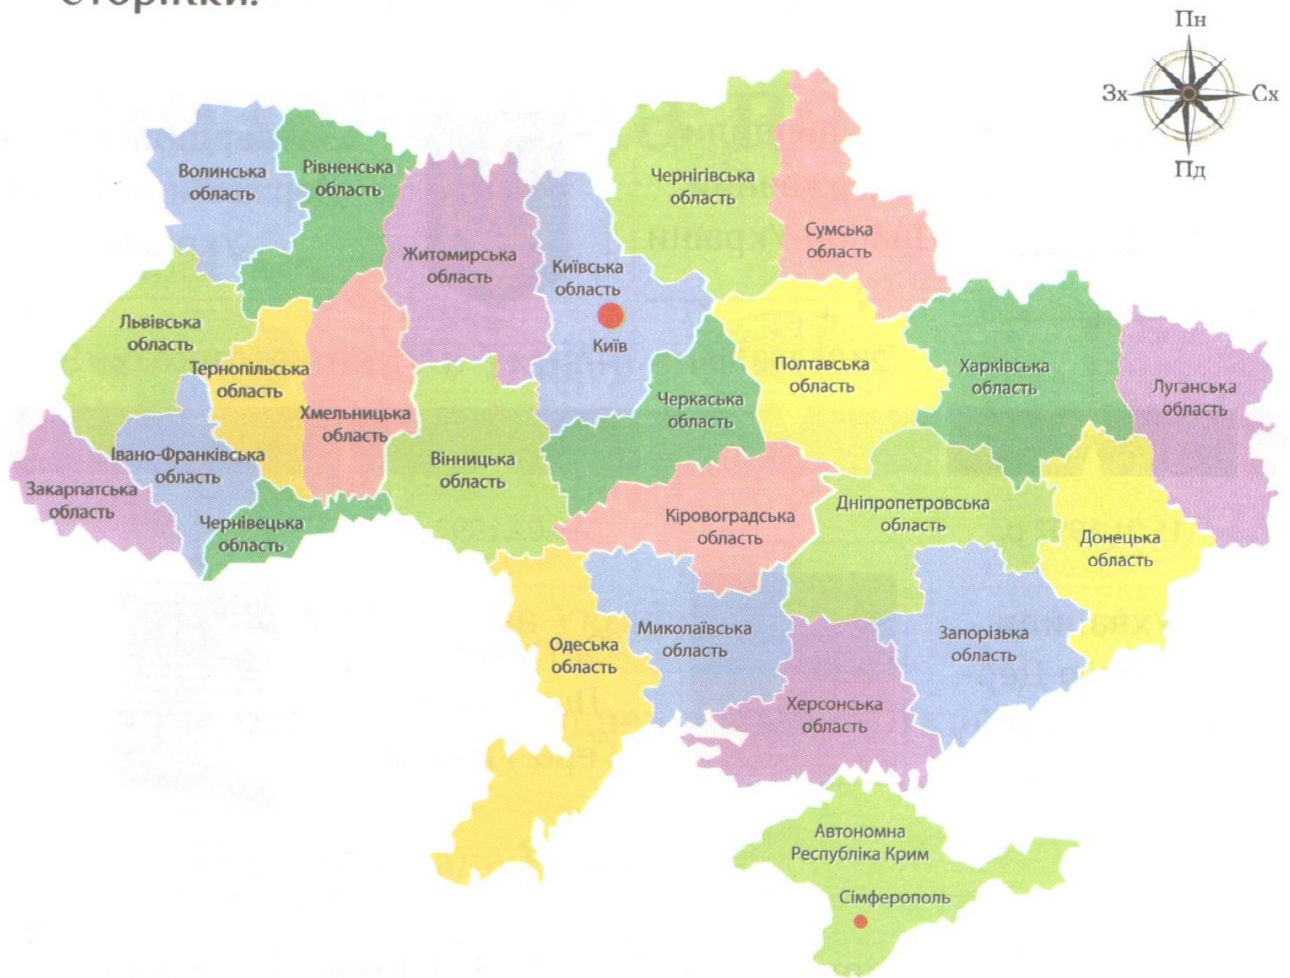 сторінки.
Пн
Зх
Сх
Пд
Волинська
область
Рівненська
область
Чернігівська
область
Сумська
область
Житомирська
область
Київська
область
Київ
Львівська
область
Тернопільська
область
Хмельницька
область
Полтавська
область
Харківська
область
Луганська
область
Черкаська
область
Вінницька
область
Івано-Франківська
область
Закарпатська
область
Чернівецька
область
Кіровоградська
область
Дніпропетровська
область
Донецька
область
Одеська
область
Миколаївська
область
Запорізька
область
Херсонська
область
Автономна
Республіка Крим
Сімферополь